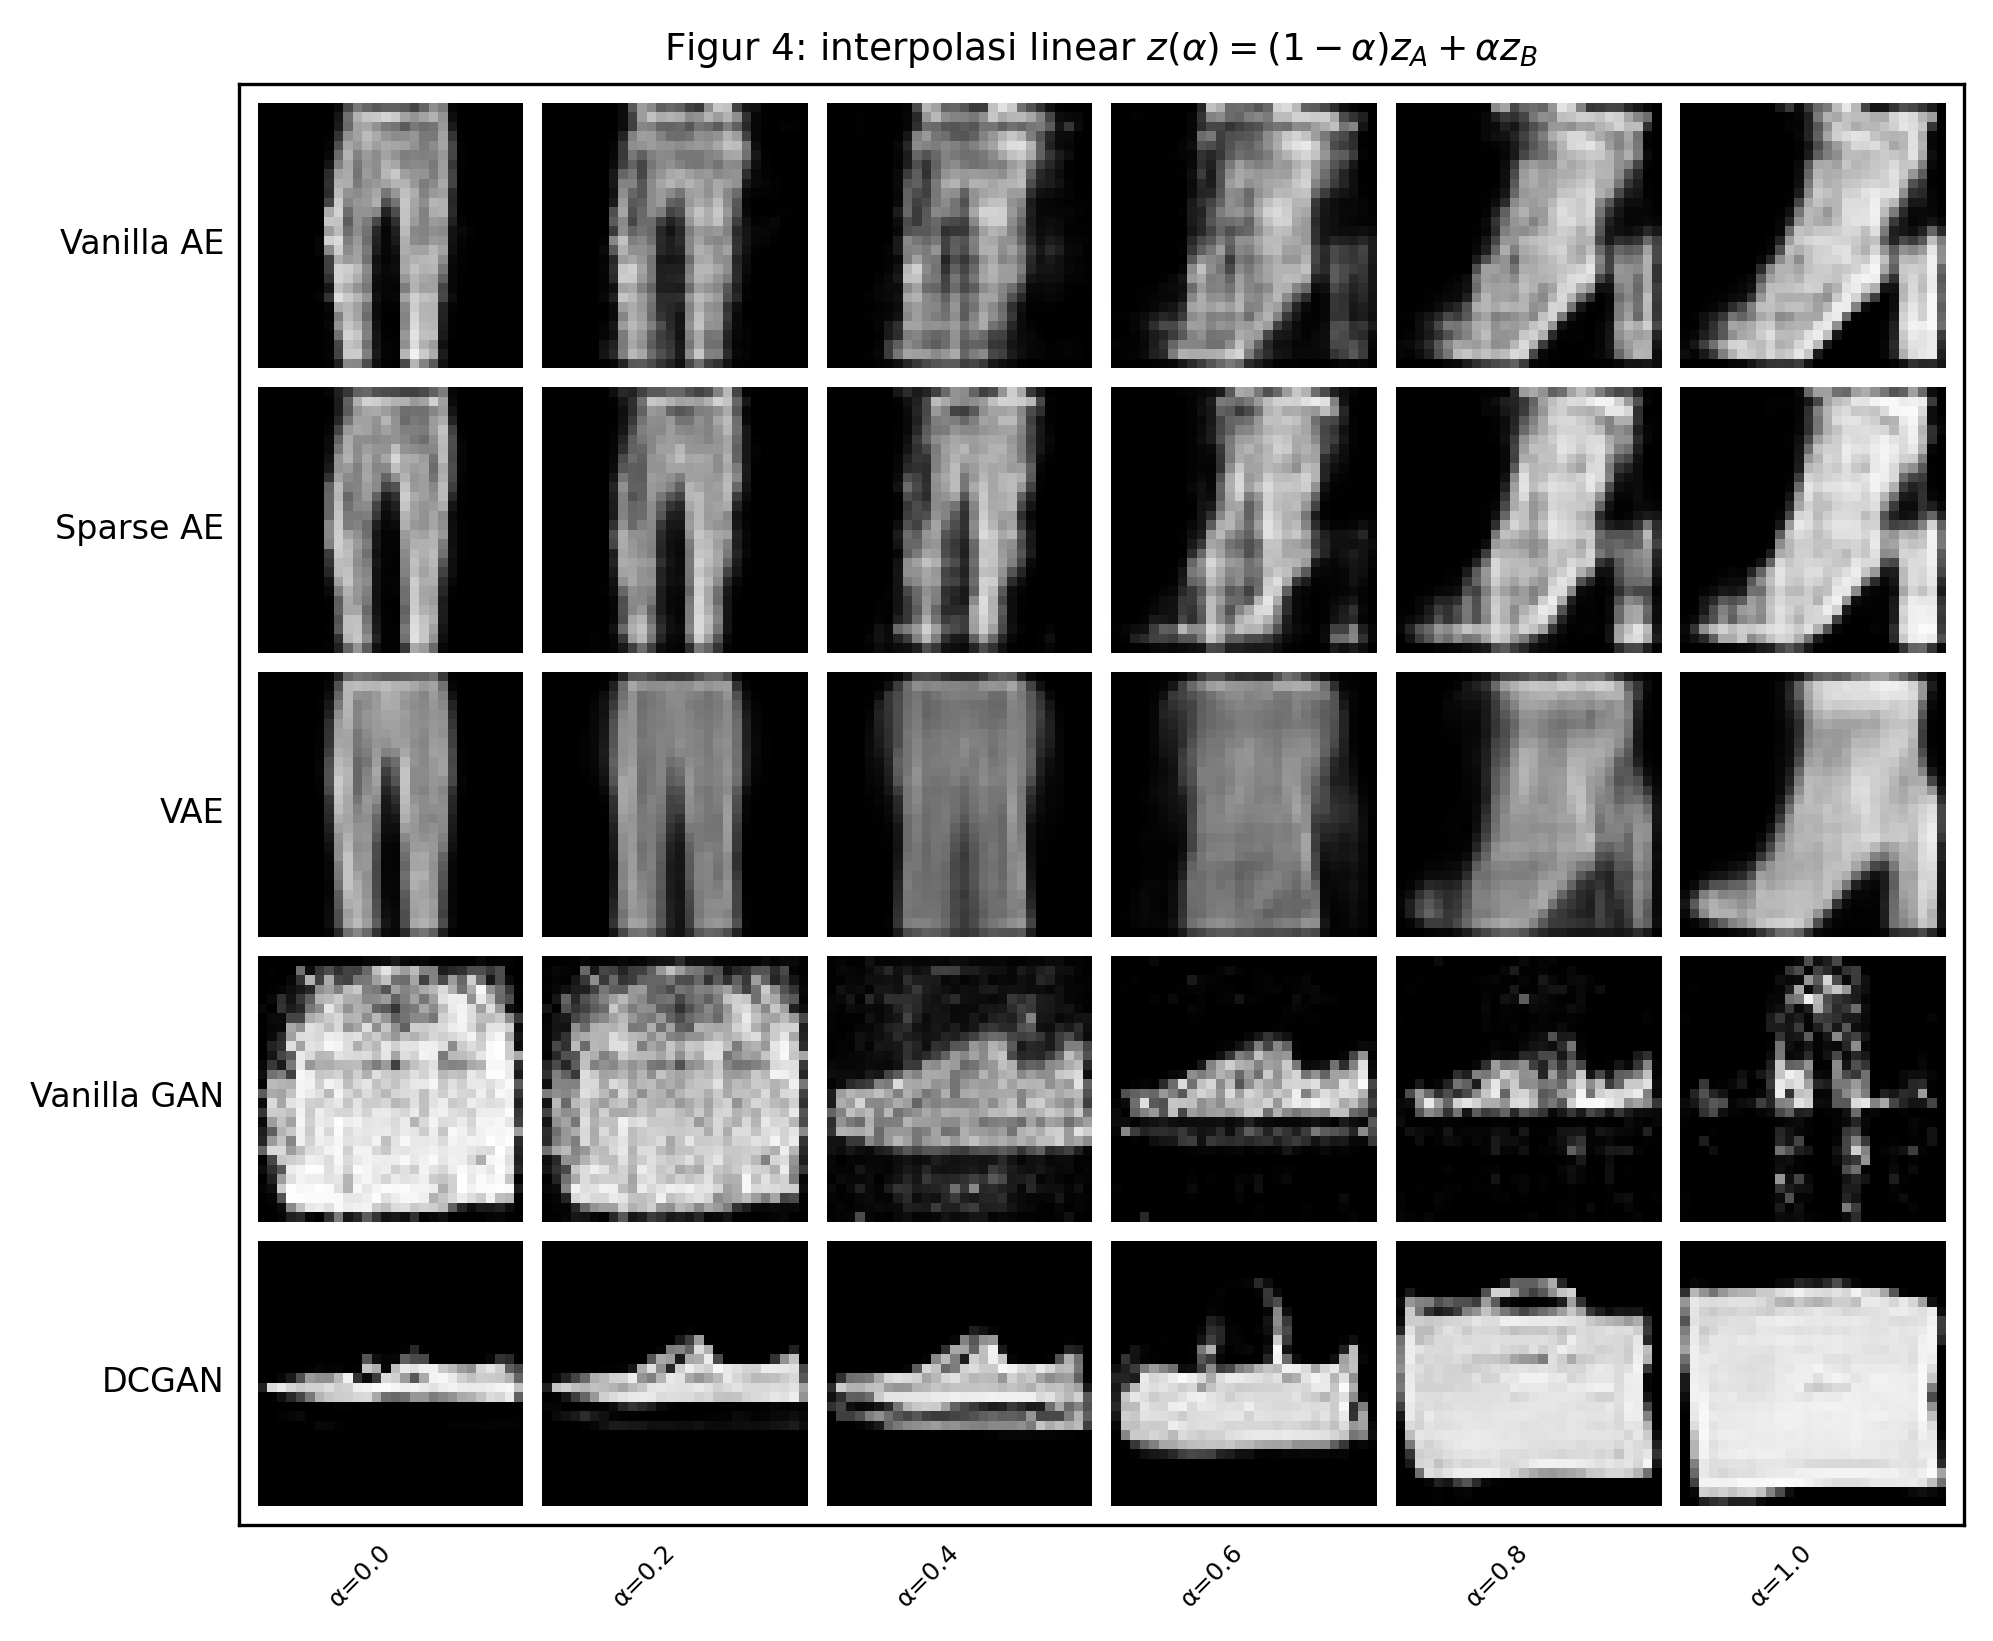 Figur 4: interpolasi linear z(α) = (1 − α)z_A + αz_B
Vanilla AE
Sparse AE
VAE
Vanilla GAN
DCGAN
α=0.0
α=0.2
α=0.4
α=0.6
α=0.8
α=1.0